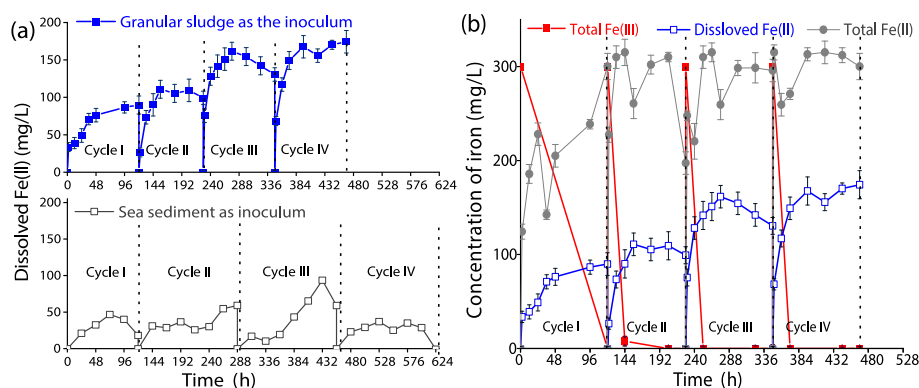 (a)
Granular sludge as the inoculum
200
150
100
50
0
Cycle I
Cycle II
Cycle III
Cycle IV
0 48 96 144 192 240 288 336 384 432 480 528 576 624
Dissolved Fe(II) (mg/L)
Sea sediment as inoculum
200
150
100
50
0
Cycle I
Cycle II
Cycle III
Cycle IV
0 48 96 144 192 240 288 336 384 432 480 528 576 624
Time (h)
(b)
Total Fe(III)
Dissloved Fe(II)
Total Fe(II)
Concentration of iron (mg/L)
300
200
100
0
Cycle I
Cycle II
Cycle III
Cycle IV
0 48 96 144 192 240 288 336 384 432 480 528
Time (h)